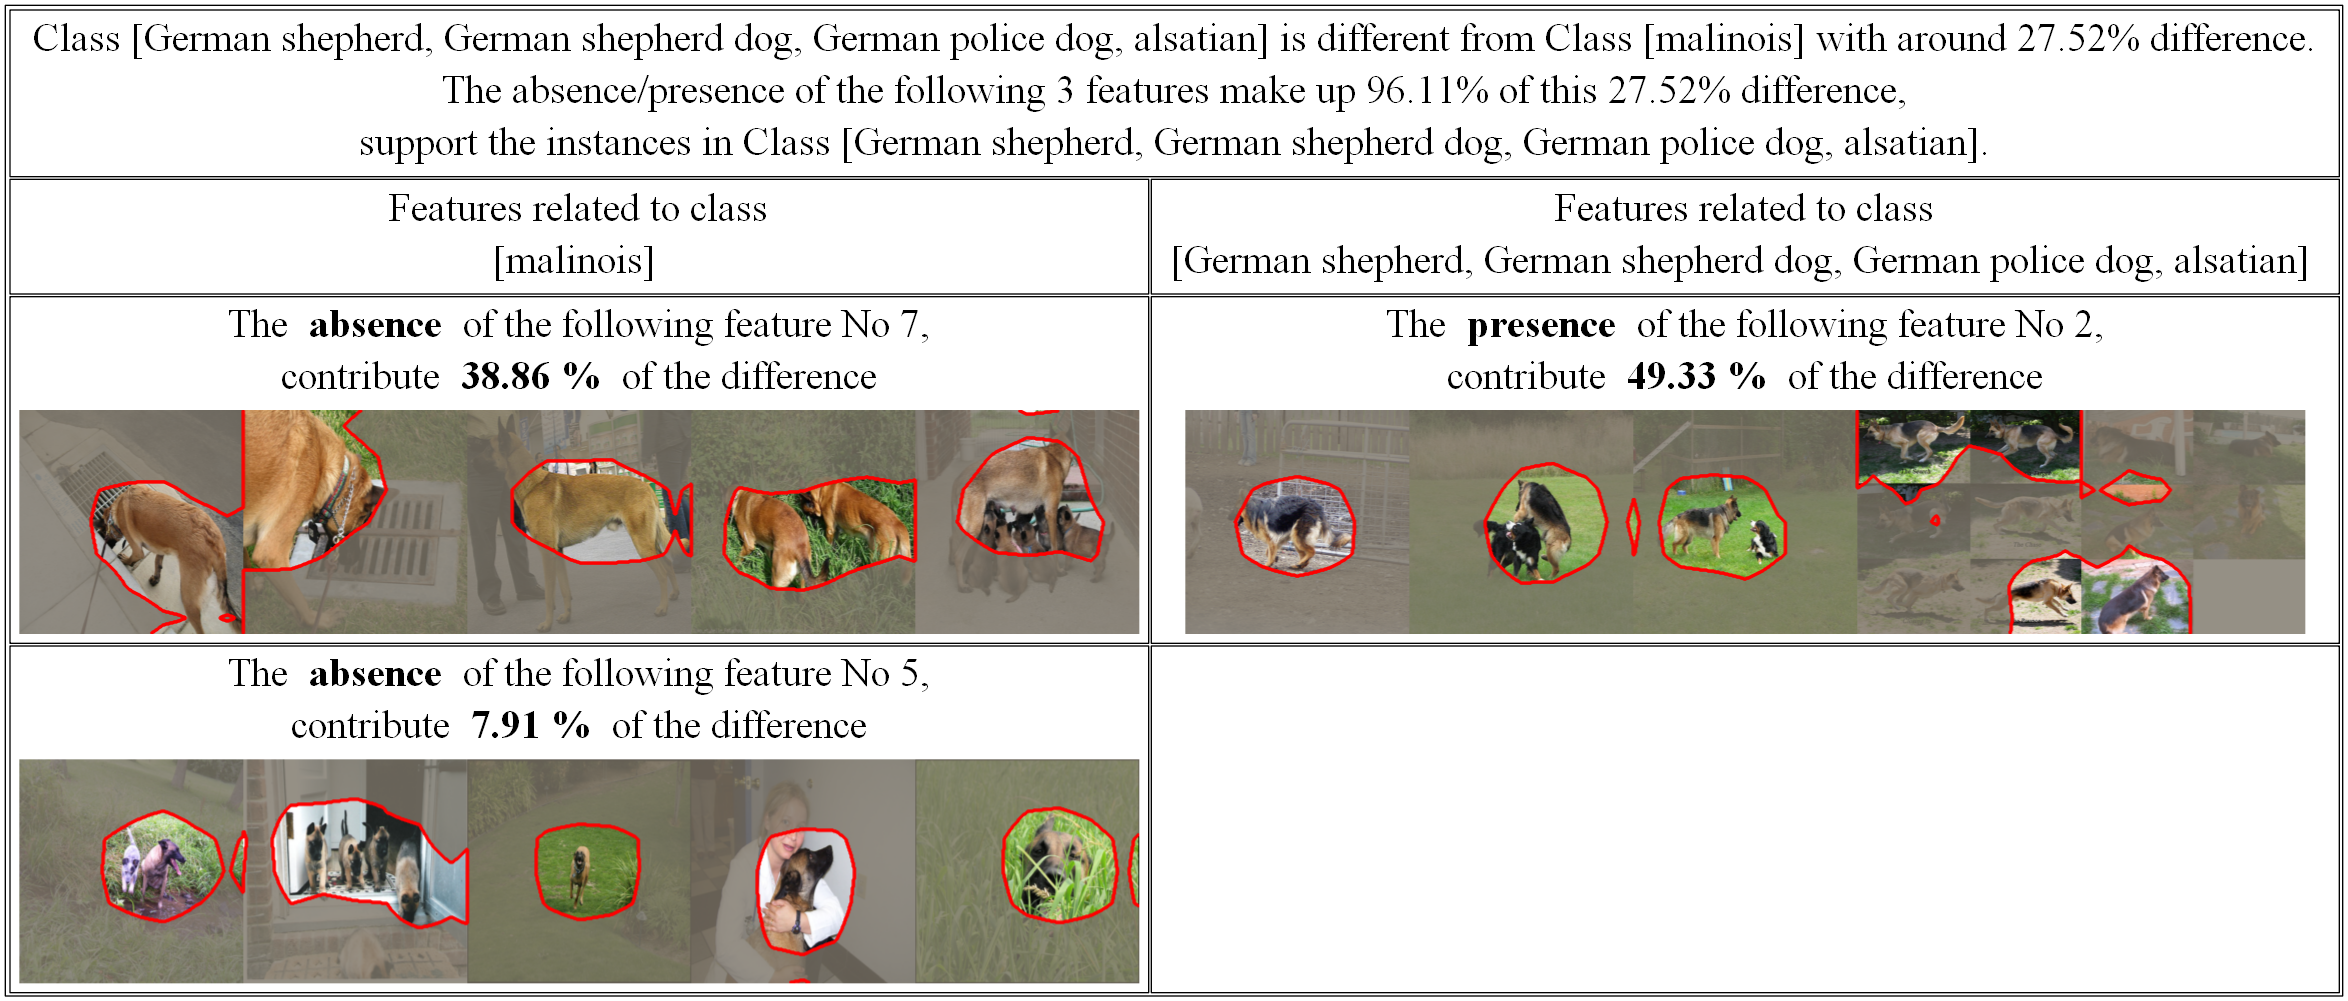 Class [German shepherd, German shepherd dog, German police dog, alsatian] is different from Class [malinois] with around 27.52% difference.
The absence/presence of the following 3 features make up 96.11% of this 27.52% difference,
support the instances in Class [German shepherd, German shepherd dog, German police dog, alsatian].
Features related to class
[malinois]
Features related to class
[German shepherd, German shepherd dog, German police dog, alsatian]
The absence of the following feature No 7,
contribute 38.86 % of the difference
The presence of the following feature No 2,
contribute 49.33 % of the difference
The absence of the following feature No 5,
contribute 7.91 % of the difference